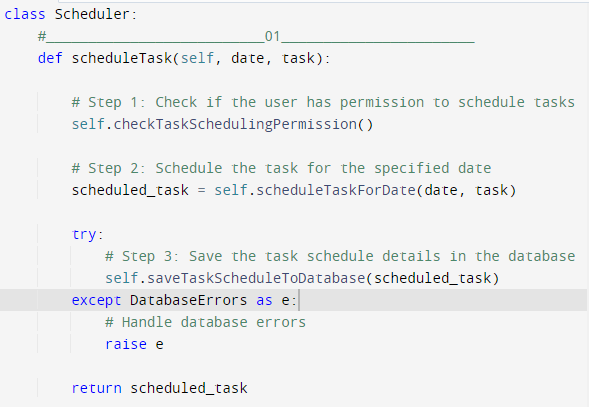 class Scheduler:
#__________________________01_______________________
def scheduleTask(self, date, task):
# Step 1: Check if the user has permission to schedule tasks
self.checkTaskSchedulingPermission()
# Step 2: Schedule the task for the specified date
scheduled_task = self.scheduleTaskForDate(date, task)
try:
# Step 3: Save the task schedule details in the database
self.saveTaskScheduleToDatabase(scheduled_task)
except DatabaseErrors as e:
# Handle database errors
raise e
return scheduled_task